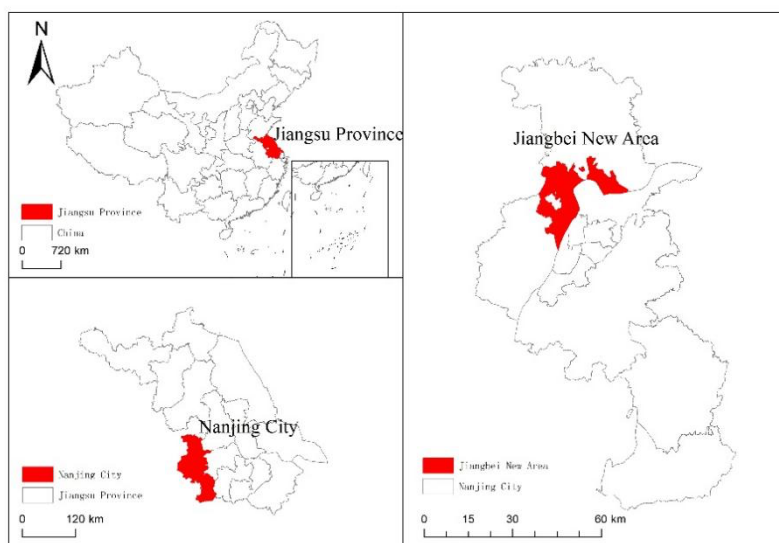 N
Jiangsu Province
Jiangsu Province
China
0 720 km
Nanjing City
Nanjing City
Jiangsu Province
0 120 km
Jiangbei New Area
Jiangbei New Area
Nanjing City
0 15 30 60 km